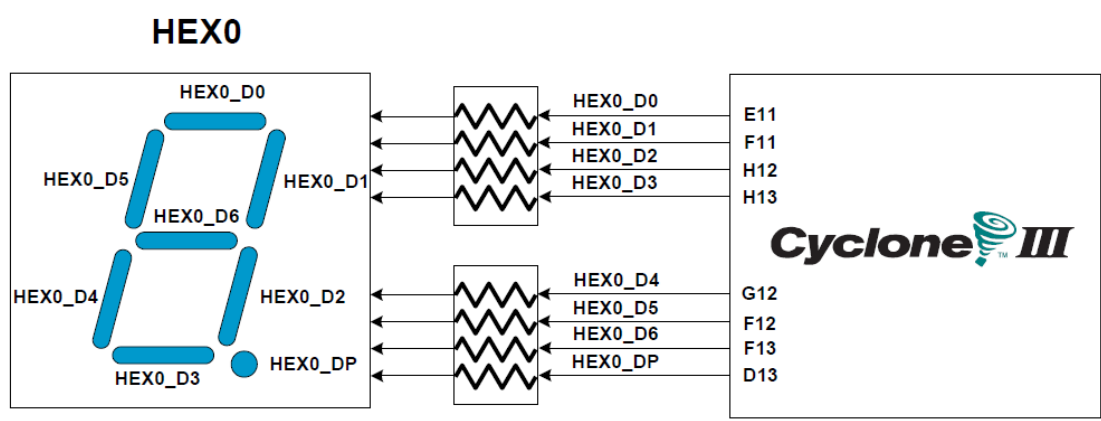 HEX0
HEX0_D0
HEX0_D5
HEX0_D1
HEX0_D6
HEX0_D4
HEX0_D2
HEX0_D3
HEX0_DP
HEX0_D0
HEX0_D1
HEX0_D2
HEX0_D3
HEX0_D4
HEX0_D5
HEX0_D6
HEX0_DP
E11
F11
H12
H13
Cyclone III
TM
G12
F12
F13
D13